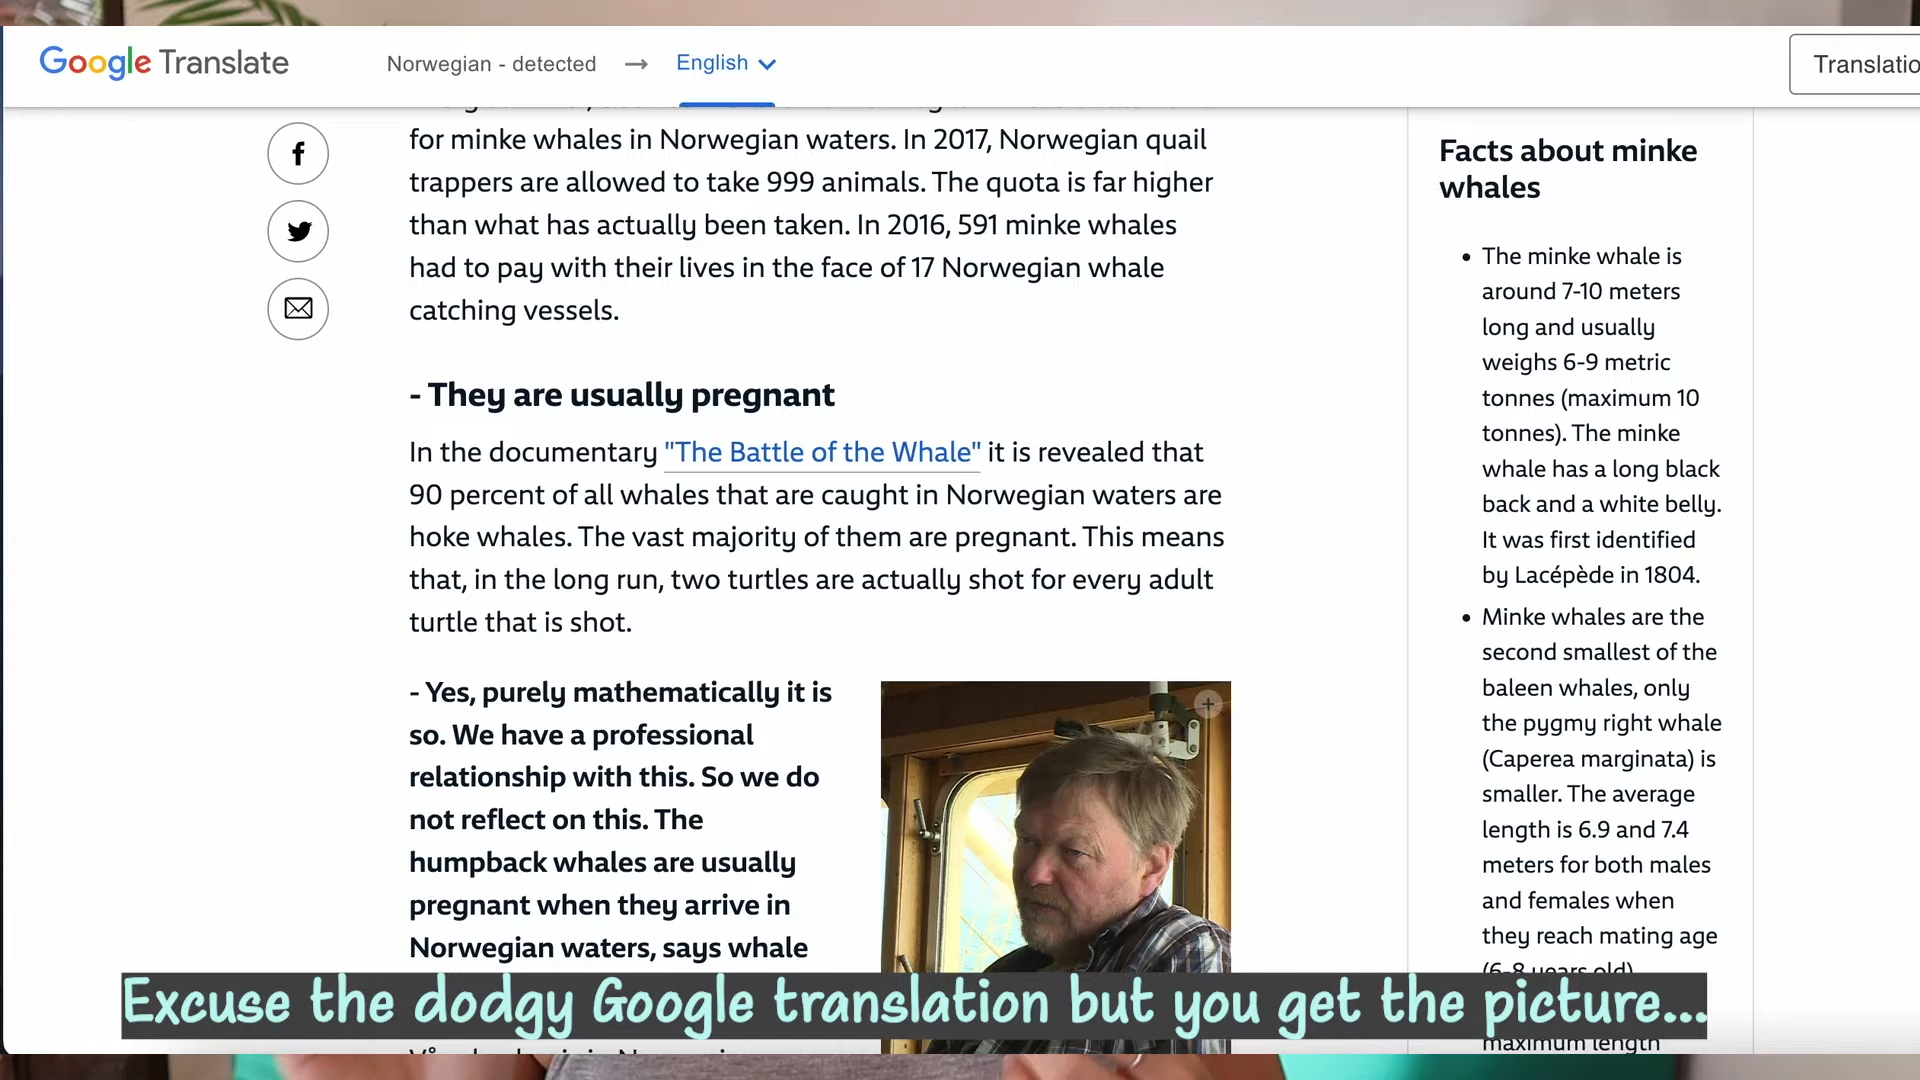 Google Translate
Norwegian - detected → English
Translatio
for minke whales in Norwegian waters. In 2017, Norwegian quail
trappers are allowed to take 999 animals. The quota is far higher
than what has actually been taken. In 2016, 591 minke whales
had to pay with their lives in the face of 17 Norwegian whale
catching vessels.
- They are usually pregnant
In the documentary "The Battle of the Whale" it is revealed that
90 percent of all whales that are caught in Norwegian waters are
hoke whales. The vast majority of them are pregnant. This means
that, in the long run, two turtles are actually shot for every adult
turtle that is shot.
- Yes, purely mathematically it is
so. We have a professional
relationship with this. So we do
not reflect on this. The
humpback whales are usually
pregnant when they arrive in
Norwegian waters, says whale
Facts about minke
whales
• The minke whale is
around 7-10 meters
long and usually
weighs 6-9 metric
tonnes (maximum 10
tonnes). The minke
whale has a long black
back and a white belly.
It was first identified
by Lacépède in 1804.
• Minke whales are the
second smallest of the
baleen whales, only
the pygmy right whale
(Caperea marginata) is
smaller. The average
length is 6.9 and 7.4
meters for both males
and females when
they reach mating age
(6-8 years old)
maximum length
Excuse the dodgy Google translation but you get the picture...